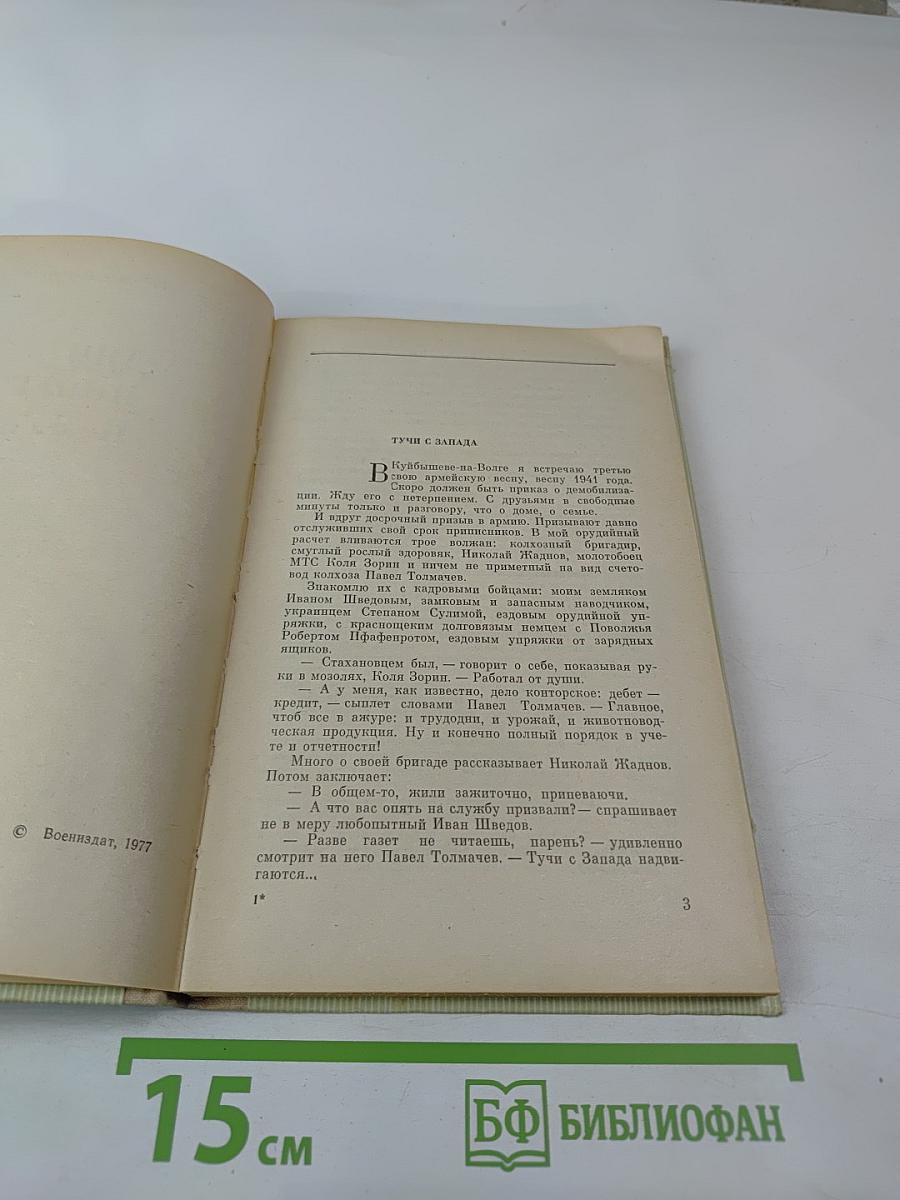 © Воениздат, 1977
ТУЧИ С ЗАПАДА
В Куйбышеве-на-Волге я встречаю третью
свою армейскую весну, весну 1941 года.
Скоро должен быть приказ о демобилиза-
ции. Жду его с нетерпением. С друзьями в свободные
минуты только и разговору, что о доме, о семье.
И вдруг досрочный призыв в армию. Призывают давно
отслуживших свой срок приписников. В мой орудийный
расчет вливаются трое волжан: колхозный бригадир,
смуглый рослый здоровяк, Николай Жаднов, молотобоец
МТС Коля Зорин и ничем не приметный на вид счето-
вод колхоза Павел Толмачев.
Знакомлю их с кадровыми бойцами: моим земляком
Иваном Шведовым, замковым и запасным наводчиком,
украинцем Степаном Сулимой, ездовым орудийной уп-
ряжки, с краснощеким долговязым немцем с Поволжья
Робертом Пфафенротом, ездовым упряжки от зарядных
ящиков.
— Стахановцем был, — говорит о себе, показывая ру-
ки в мозолях, Коля Зорин. — Работал от души.
— А у меня, как известно, дело конторское: дебет —
кредит, — сыплет словами Павел Толмачев. — Главное,
чтоб все в ажуре: и трудодни, и урожай, и животновод-
ческая продукция. Ну и конечно полный порядок в уче-
те и отчетности!
Много о своей бригаде рассказывает Николай Жаднов.
Потом заключает:
— В общем-то, жили зажиточно, припеваючи.
— А что вас опять на службу призвали? — спрашивает
не в меру любопытный Иван Шведов.
— Разве газет не читаешь, парень? — удивленно
смотрит на него Павел Толмачев. — Тучи с Запада надви-
гаются...
1*
3
15 см
БФ БИБЛИОФАН